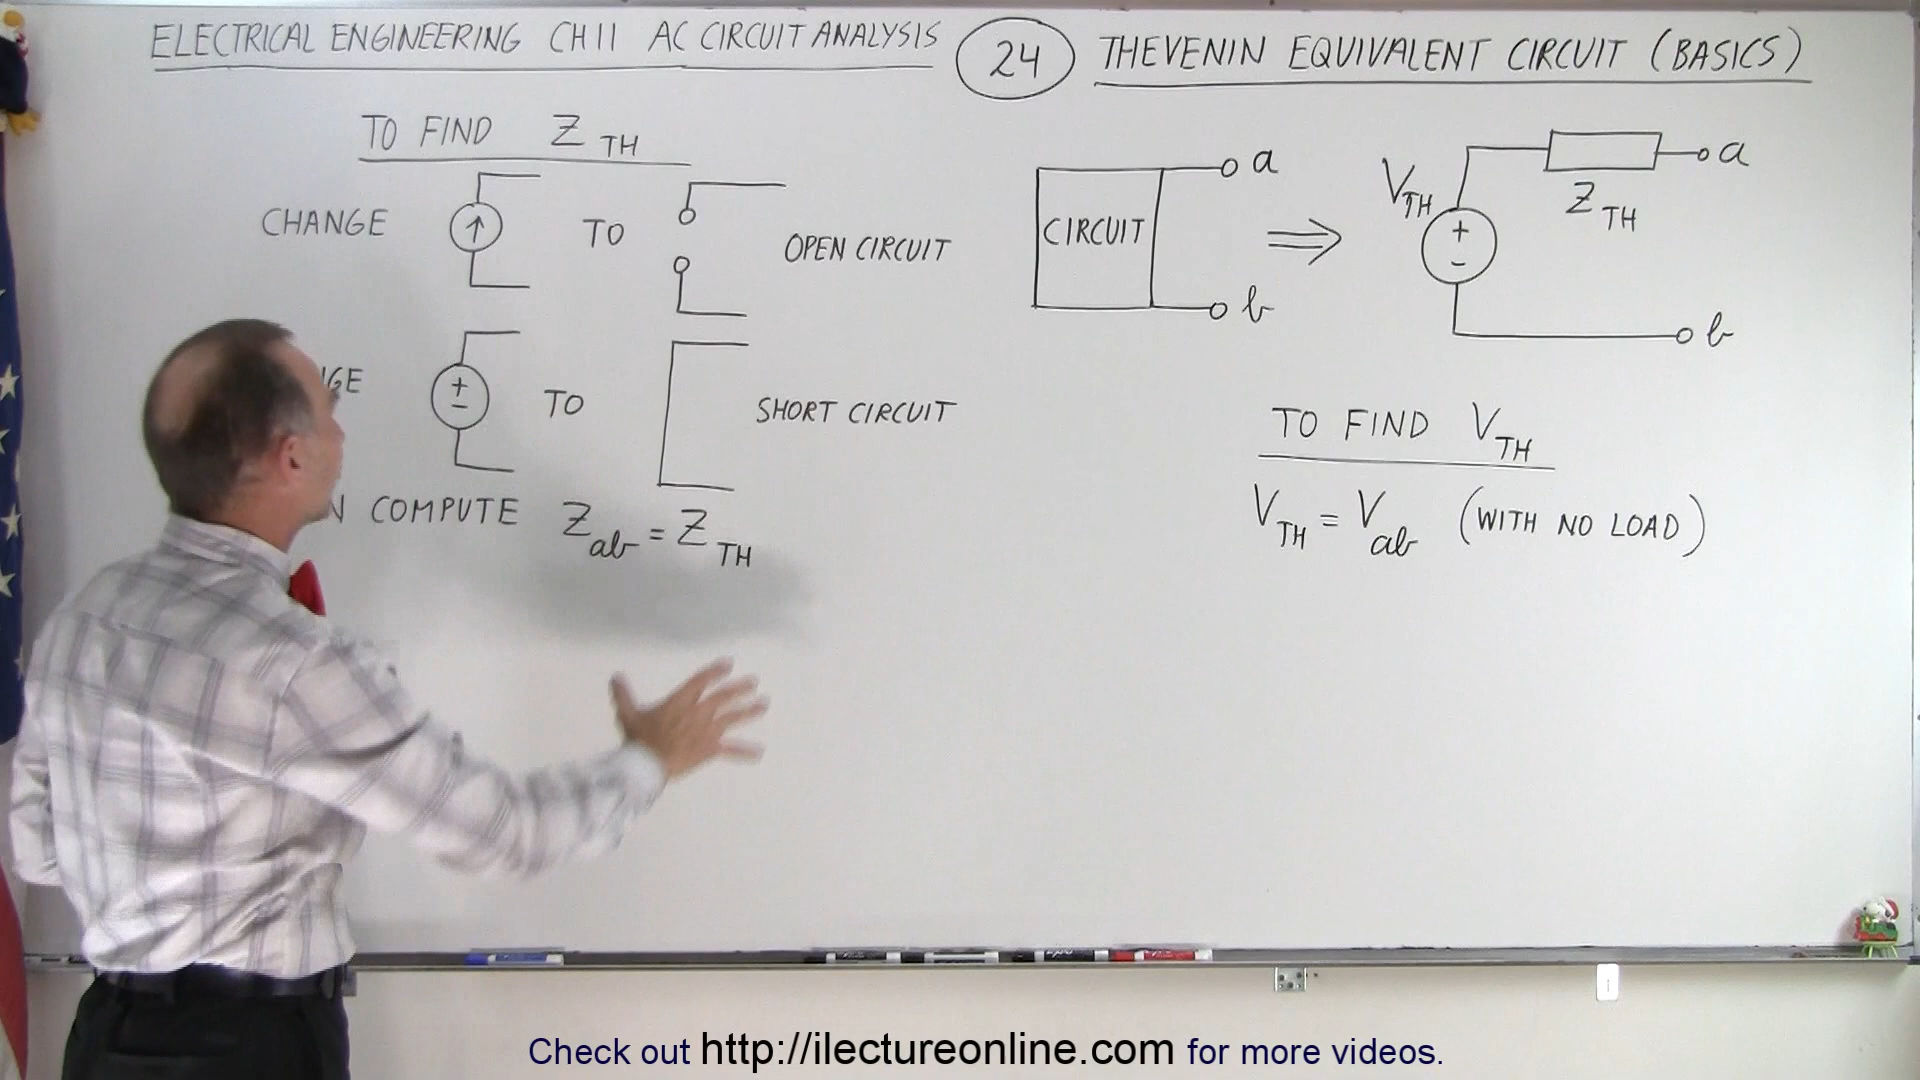 ELECTRICAL ENGINEERING CH 11 AC CIRCUIT ANALYSIS 24 THEVENIN EQUIVALENT CIRCUIT (BASICS)
TO FIND Z TH
CHANGE TO OPEN CIRCUIT
TO SHORT CIRCUIT
COMPUTE Z ab = Z TH
CIRCUIT
a
b
⇒
V TH
+
-
Z TH
a
b
TO FIND V TH
V TH = V ab (WITH NO LOAD)
Check out http://ilectureonline.com for more videos.